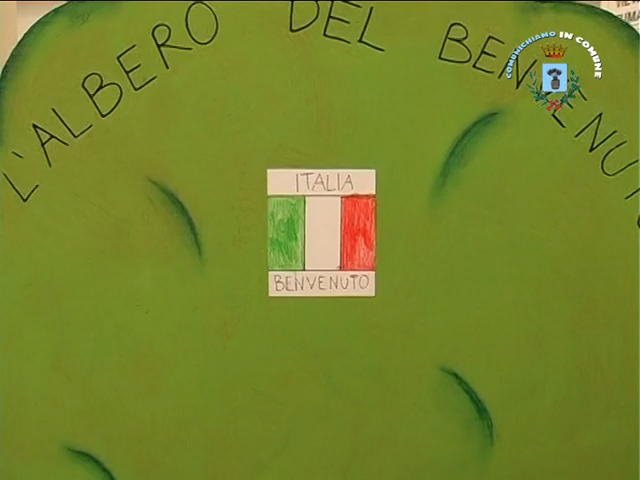 L'ALBERO DEL BENVENUTO
COMUNICHIAMO IN COMUNE
ITALIA
BENVENUTO